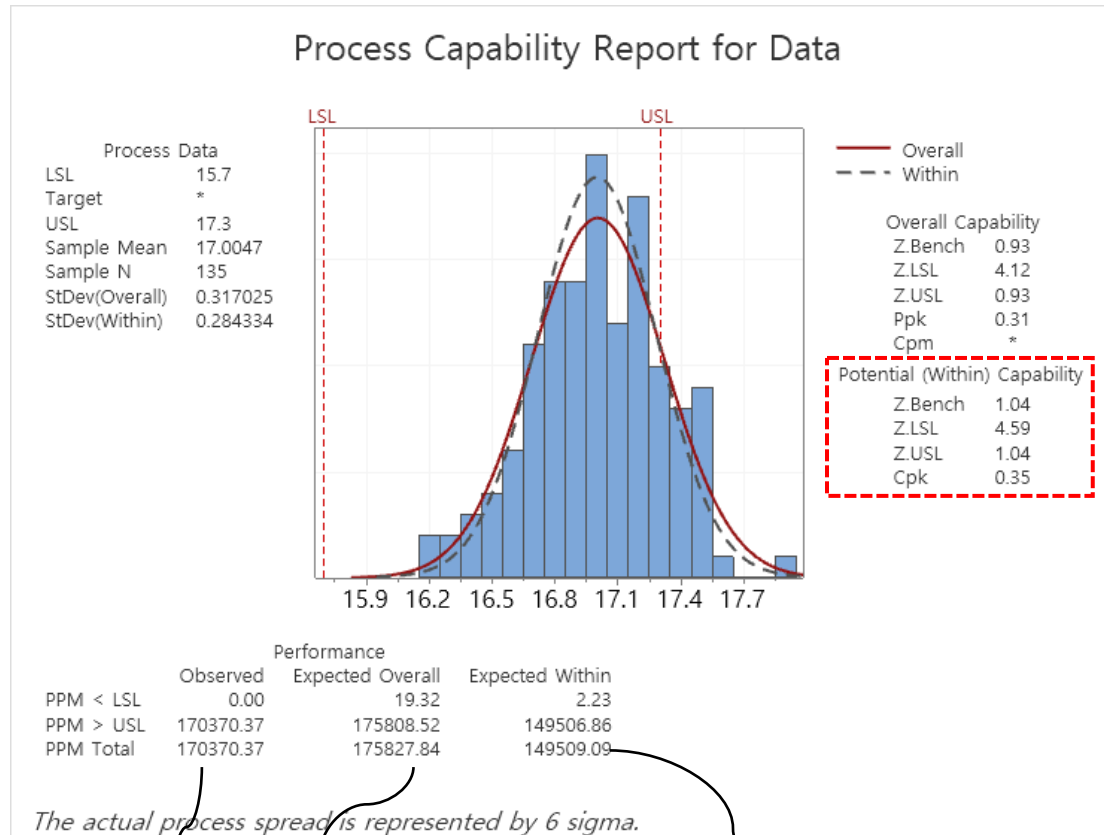 Process Capability Report for Data
LSL USL
Process Data
LSL 15.7
Target *
USL 17.3
Sample Mean 17.0047
Sample N 135
StDev(Overall) 0.317025
StDev(Within) 0.284334
Overall
Within
Overall Capability
Z.Bench 0.93
Z.LSL 4.12
Z.USL 0.93
Ppk 0.31
Cpm *
Potential (Within) Capability
Z.Bench 1.04
Z.LSL 4.59
Z.USL 1.04
Cpk 0.35
15.9 16.2 16.5 16.8 17.1 17.4 17.7
Performance
Observed Expected Overall Expected Within
PPM < LSL 0.00 19.32 2.23
PPM > USL 170370.37 175808.52 149506.86
PPM Total 170370.37 175827.84 149509.09
The actual process spread is represented by 6 sigma.